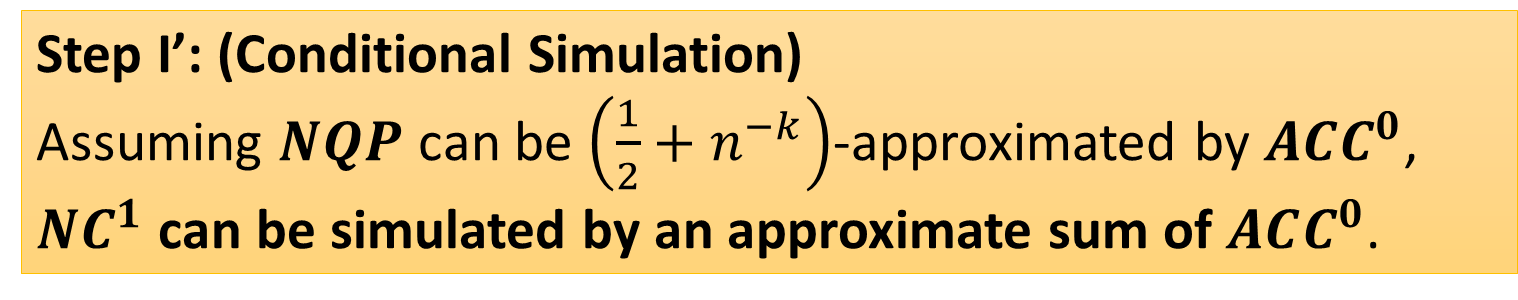 Step I’: (Conditional Simulation)
Assuming NQP can be (1/2 + n^{-k})-approximated by ACC^0,
NC^1 can be simulated by an approximate sum of ACC^0.